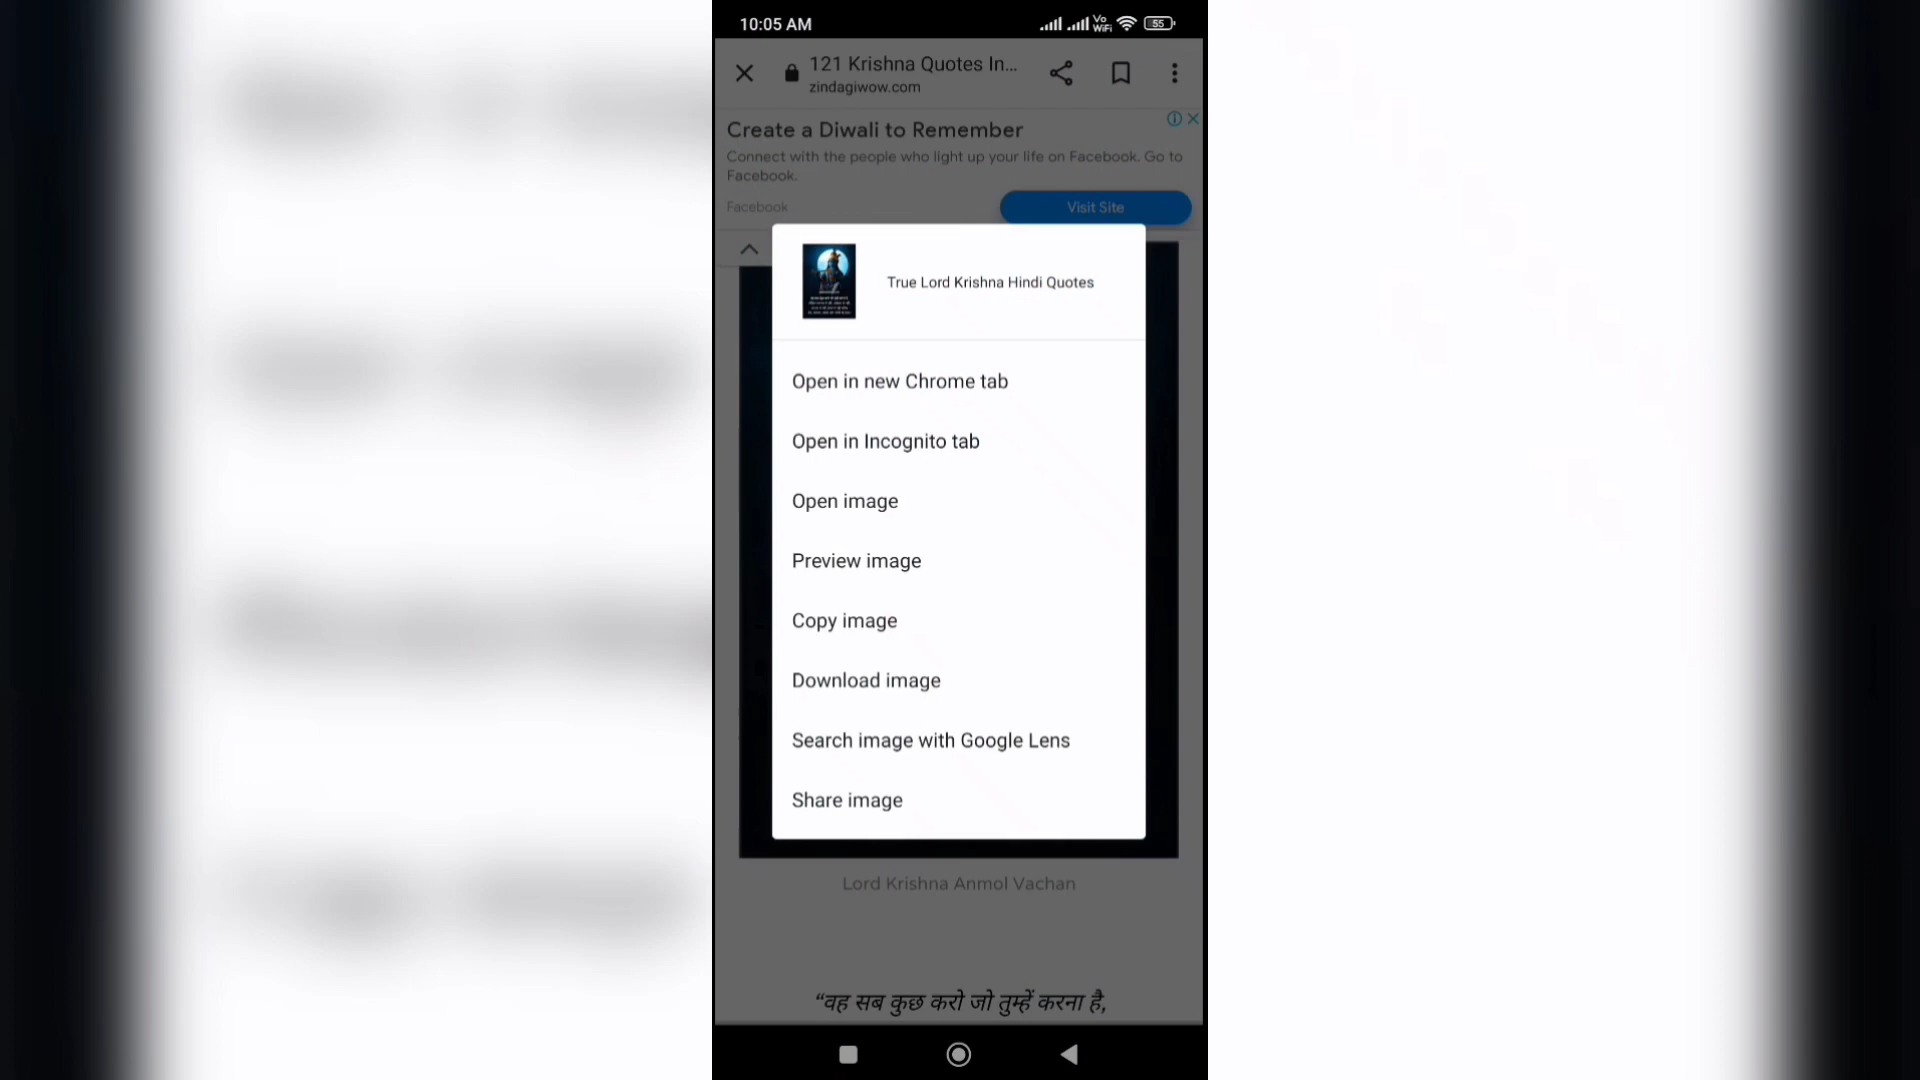 10:05 AM
Vo
WiFi
55
121 Krishna Quotes In...
zindagiwow.com
Create a Diwali to Remember
Connect with the people who light up your life on Facebook. Go to
Facebook.
Facebook
Visit Site
True Lord Krishna Hindi Quotes
Open in new Chrome tab
Open in Incognito tab
Open image
Preview image
Copy image
Download image
Search image with Google Lens
Share image
Lord Krishna Anmol Vachan
“वह सब कुछ करो जो तुम्हें करना है,